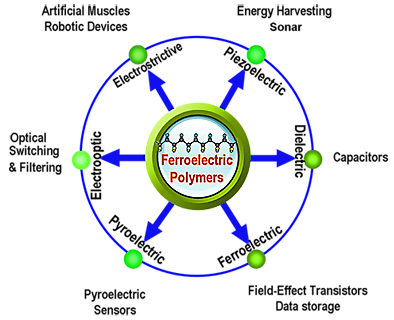 Artificial Muscles
Robotic Devices
Energy Harvesting
Sonar
Electrostrictive
Piezoelectric
Optical
Switching
& Filtering
Electrooptic
Ferroelectric
Polymers
Dielectric
Capacitors
Pyroelectric
Ferroelectric
Pyroelectric
Sensors
Field-Effect Transistors
Data storage